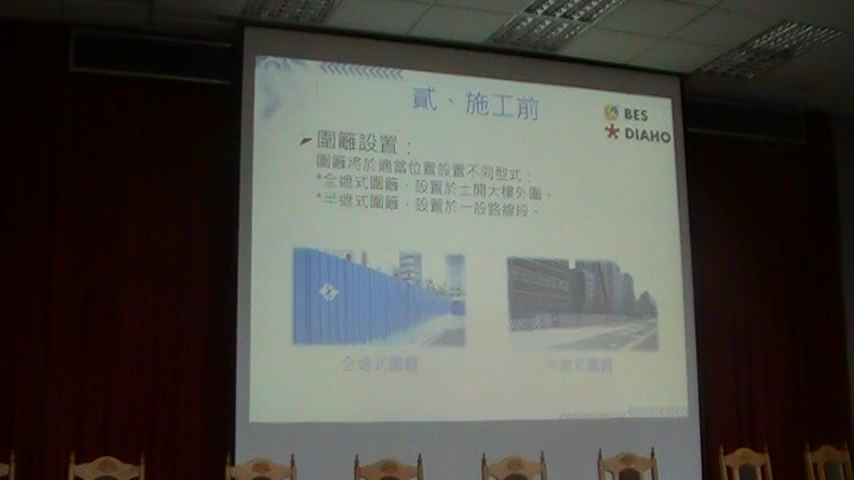 貳、施工前
BES
DIAHO
➢圍籬設置：
圍籬將於適當位置設置不同型式：
*全遮式圍籬，設置於土開大樓外圍。
*半遮式圍籬，設置於一般路線段。
全遮式圍籬
半遮式圍籬